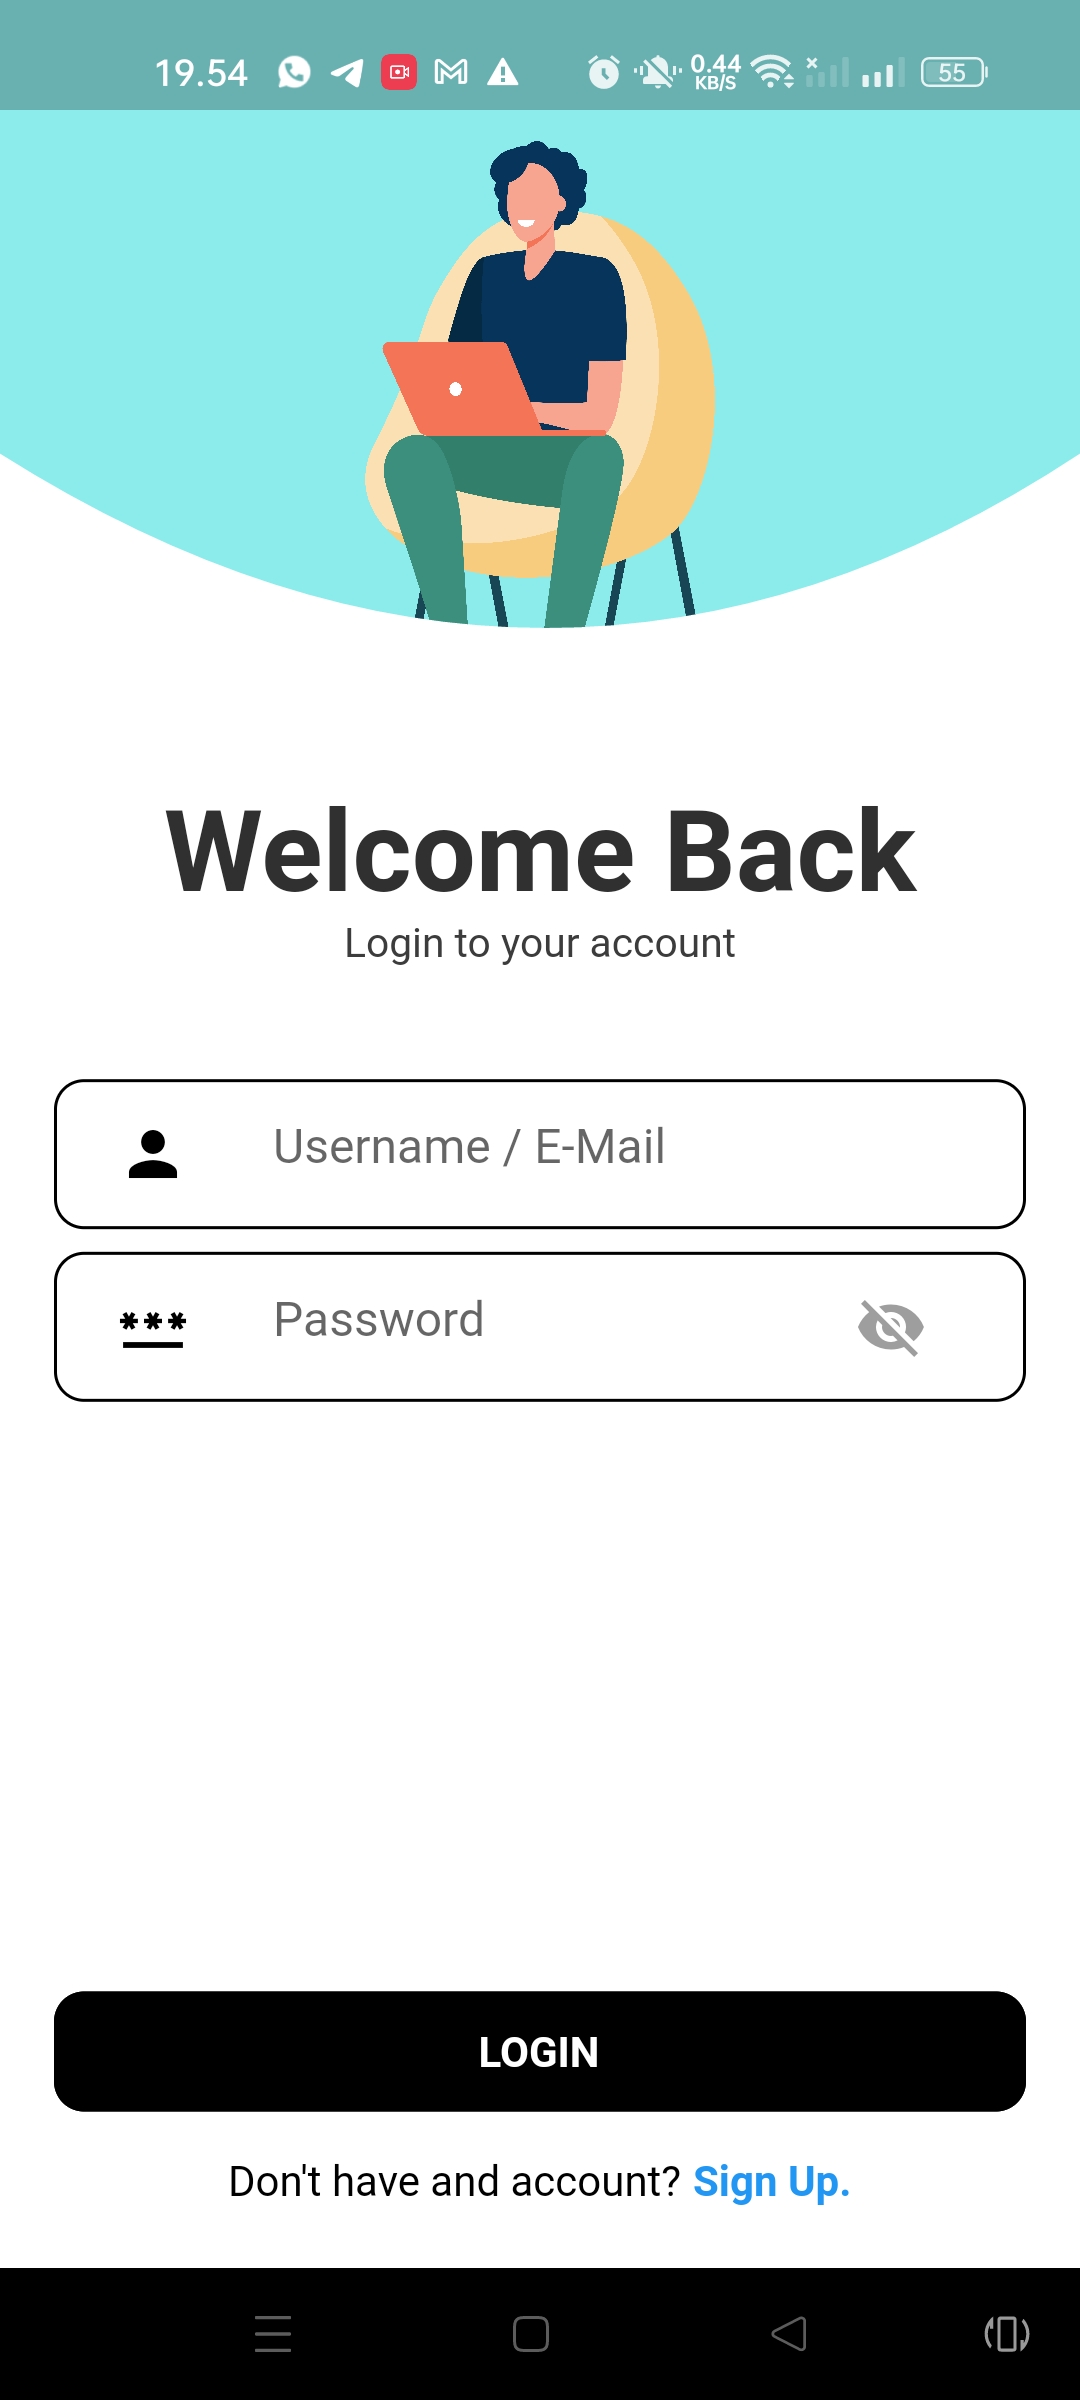 19.54 0.44 KB/S 55
Welcome Back
Login to your account
Username / E-Mail
*** Password
LOGIN
Don't have and account? Sign Up.